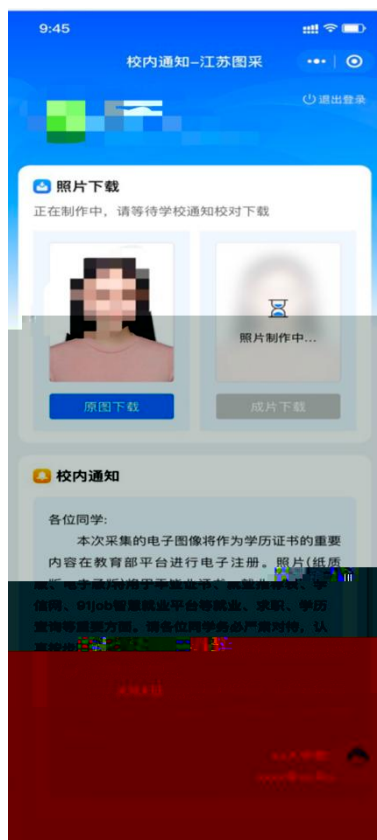 9:45
校内通知-江苏图采
退出登录
照片下载
正在制作中，请等待学校通知校对下载
照片制作中...
原图下载
成片下载
校内通知
各位同学:
本次采集的电子图像将作为学历证书的重要
内容在教育部平台进行电子注册。照片(纸质
信网、91job智慧就业平台等就业、求职、学历
查询等重要方面。请各位同学务必严肃对待，认